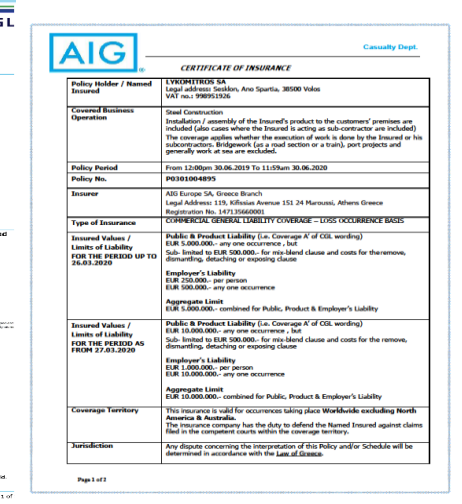 AIG
Casualty Dept.
CERTIFICATE OF INSURANCE
Policy Holder / Named Insured
LYKOMITROS SA
Legal address: Sesklon, Ano Spartia, 38500 Volos
VAT no.: 998951926
Covered Business Operation
Steel Construction
Installation / assembly of the Insured's product to the customers' premises are
included (also cases where the Insured is acting as sub-contractor are included)
The coverage applies whether the execution of work is done by the Insured or his
subcontractors. Bridgework (as a road section or a train), port projects and
generally work at sea are excluded.
Policy Period
From 12:00pm 30.06.2019 To 11:59am 30.06.2020
Policy No.
P0301004895
Insurer
AIG Europe SA, Greece Branch
Legal Address: 119, Kifissias Avenue 151 24 Maroussi, Athens Greece
Registration No. 147135660001
Type of Insurance
COMMERCIAL GENERAL LIABILITY COVERAGE – LOSS OCCURRENCE BASIS
Insured Values /
Limits of Liability
FOR THE PERIOD UP TO
26.03.2020
Public & Product Liability (i.e. Coverage A' of CGL wording)
EUR 5.000.000.- any one occurrence , but
Sub- limited to EUR 500.000.- for mix-blend clause and costs for the remove,
dismantling, detaching or exposing clause
Employer's Liability
EUR 250.000.- per person
EUR 500.000.- any one occurrence
Aggregate Limit
EUR 5.000.000.- combined for Public, Product & Employer's Liability
Insured Values /
Limits of Liability
FOR THE PERIOD AS
FROM 27.03.2020
Public & Product Liability (i.e. Coverage A' of CGL wording)
EUR 10.000.000.- any one occurrence , but
Sub- limited to EUR 500.000.- for mix-blend clause and costs for the remove,
dismantling, detaching or exposing clause
Employer's Liability
EUR 1.000.000.- per person
EUR 10.000.000.- any one occurrence
Aggregate Limit
EUR 10.000.000.- combined for Public, Product & Employer's Liability
Coverage Territory
This insurance is valid for occurrences taking place Worldwide excluding North
America & Australia.
The insurance company has the duty to defend the Named Insured against claims
filed in the competent courts within the coverage territory.
Jurisdiction
Any dispute concerning the interpretation of this Policy and/or Schedule will be
determined in accordance with the Law of Greece.
Page 1 of 2